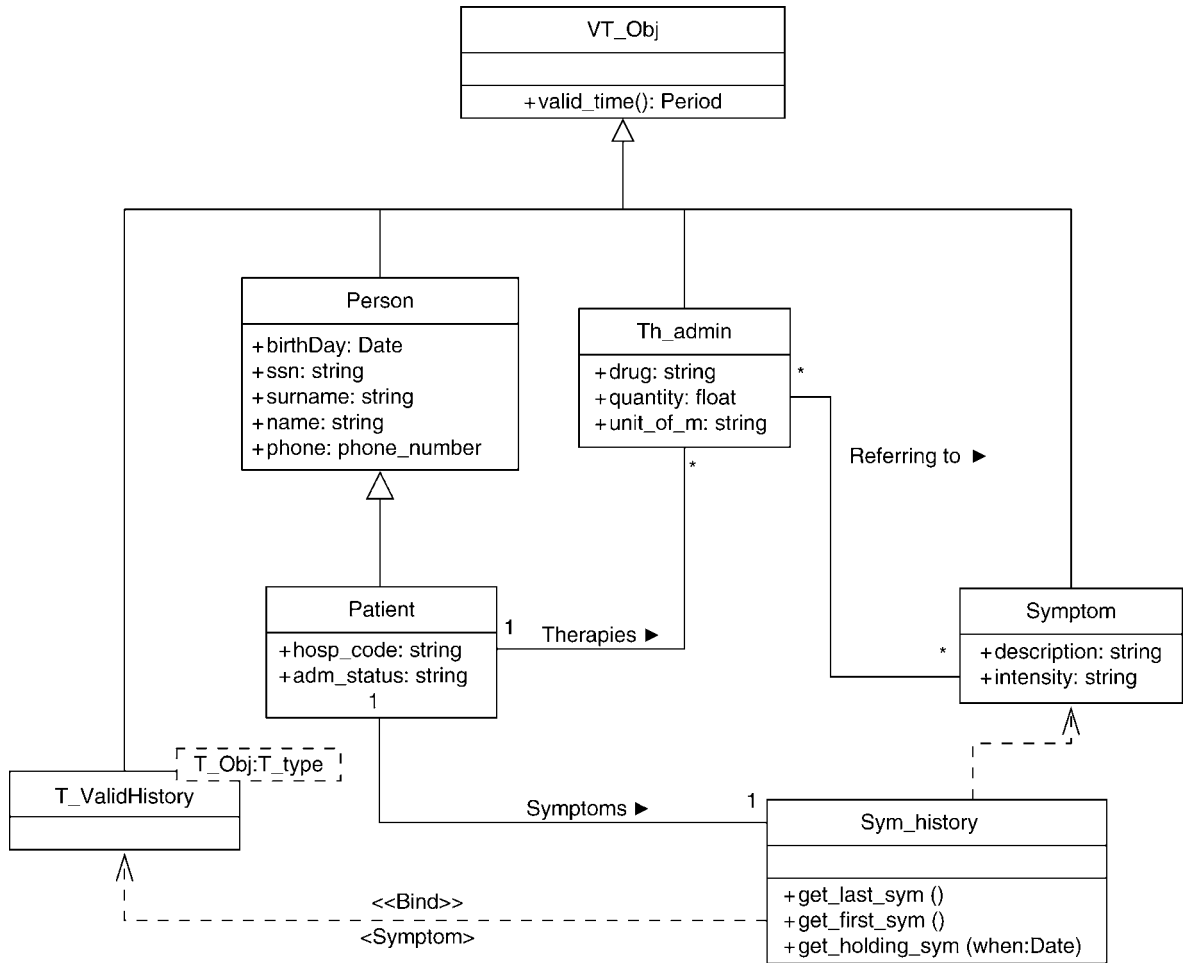 VT_Obj
+valid_time(): Period
Person
+birthDay: Date
+ssn: string
+surname: string
+name: string
+phone: phone_number
Th_admin
+drug: string
+quantity: float
+unit_of_m: string
*
*
Referring to ►
Patient
+hosp_code: string
+adm_status: string
1
1
Therapies ►
Symptom
+description: string
+intensity: string
*
T_Obj:T_type
T_ValidHistory
Symptoms ►
1
Sym_history
+get_last_sym ()
+get_first_sym ()
+get_holding_sym (when:Date)
<<Bind>>
<Symptom>